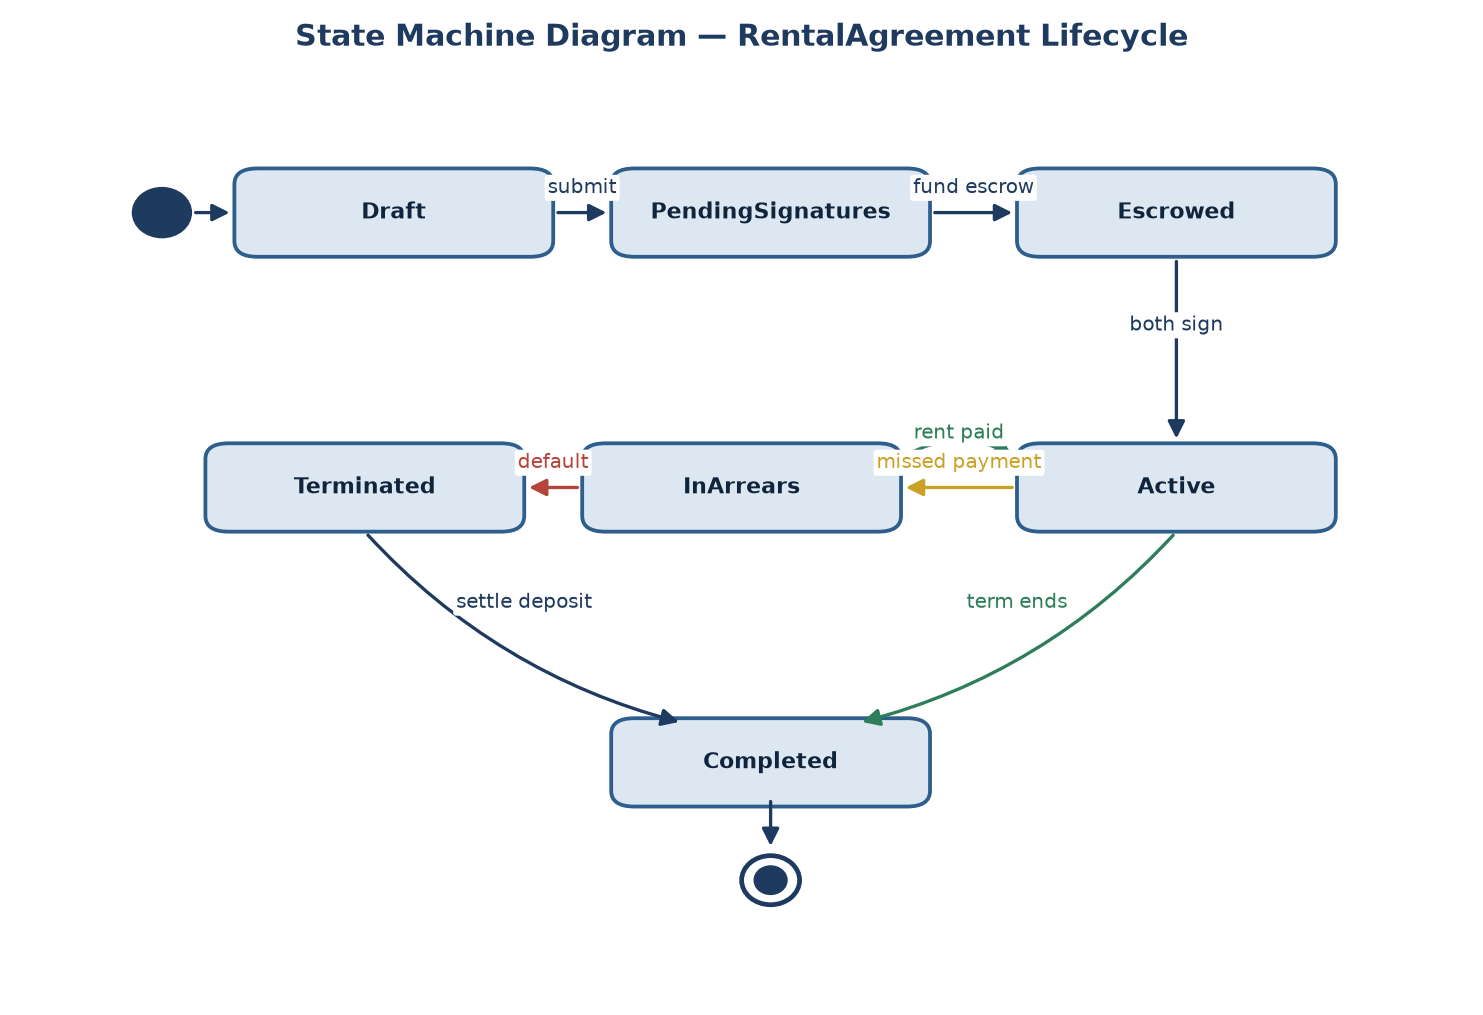 State Machine Diagram — RentalAgreement Lifecycle
Draft
submit
PendingSignatures
fund escrow
Escrowed
both sign
rent paid
missed payment
Terminated
default
InArrears
Active
settle deposit
term ends
Completed